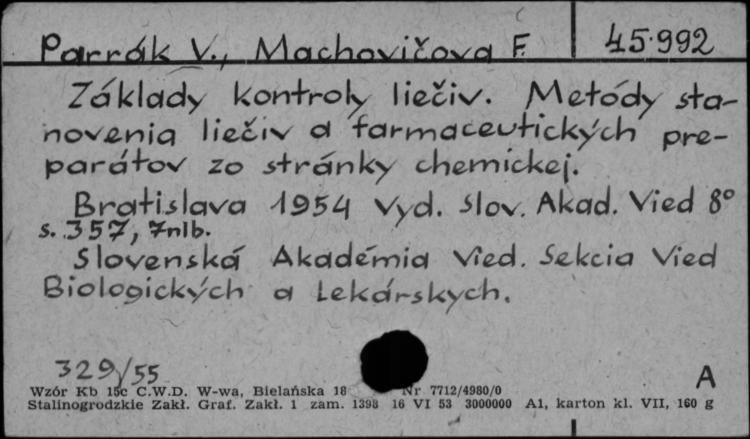 Parrák V., Machovičova F. 45.992
Základy kontroly liečiv. Metódy sta-
novenia liečiv a farmaceutických pre-
parátov zo stránky chemickej.
Bratislava 1954 Vyd. Slov. Akad. Vied 8°
s. 357, 7nlb.
Slovenská Akadémia Vied. Sekcia Vied
Biologických a Lekárskych.
329/55 A
Wzór Kb 15c C.W.D. W-wa, Bielańska 18 Nr 7712/4980/0
Stalinogrodzkie Zakł. Graf. Zakł. 1 zam. 1398 16 VI 53 3000000 A1, karton kl. VII, 160 g